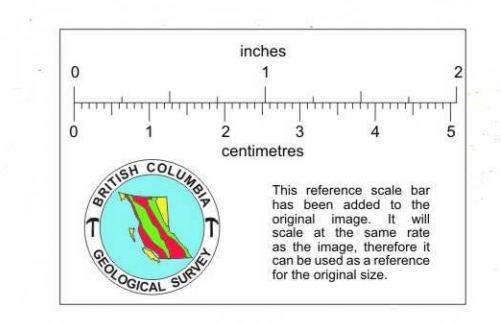 inches
0 1 2
0 1 2 3 4 5
centimetres
BRITISH COLUMBIA
GEOLOGICAL SURVEY
This reference scale bar
has been added to the
original image. It will
scale at the same rate
as the image, therefore it
can be used as a reference
for the original size.